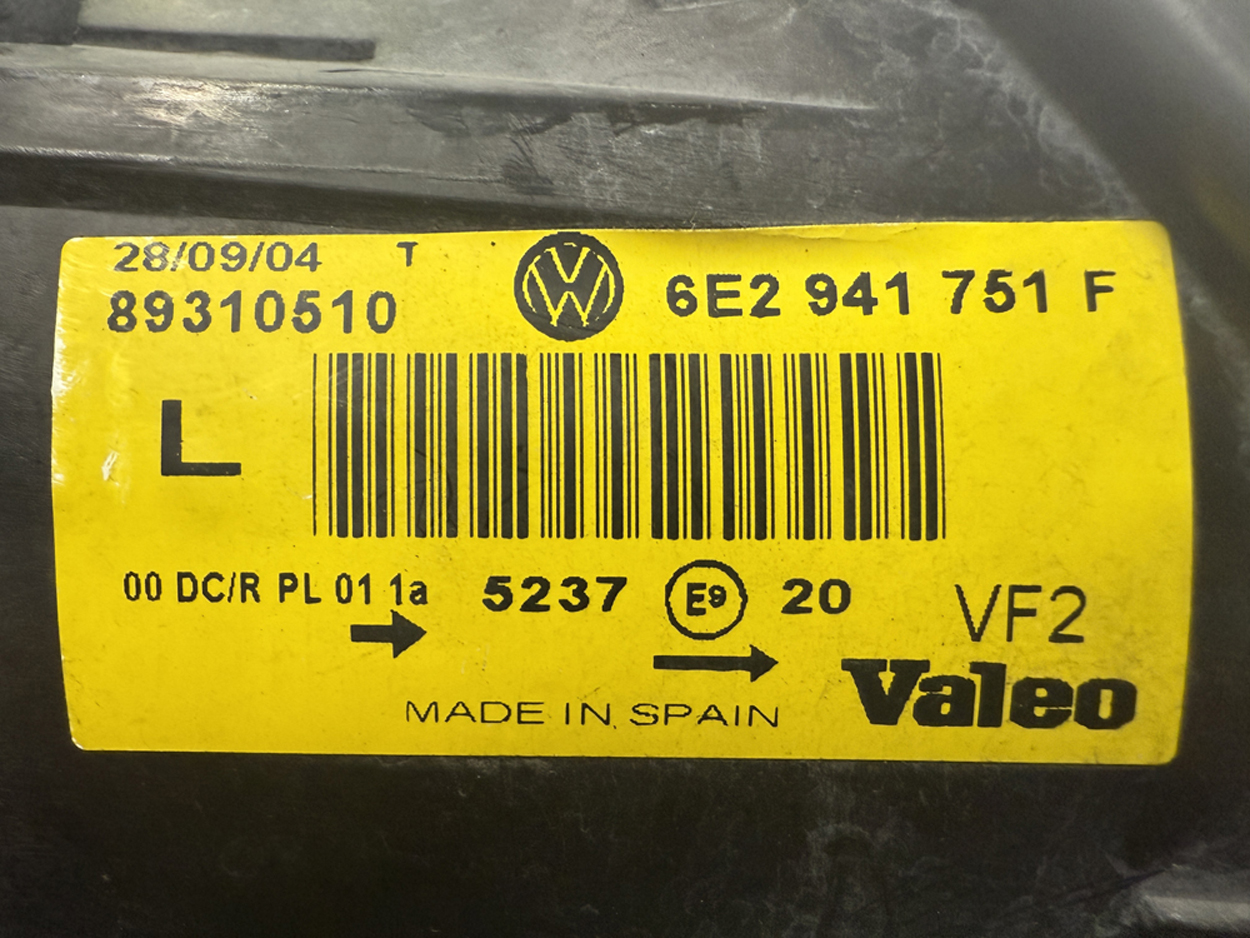 28/09/04 T
89310510
6E2 941 751 F
L
00 DC/R PL 01 1a 5237 E9 20
VF2
Valeo
MADE IN SPAIN